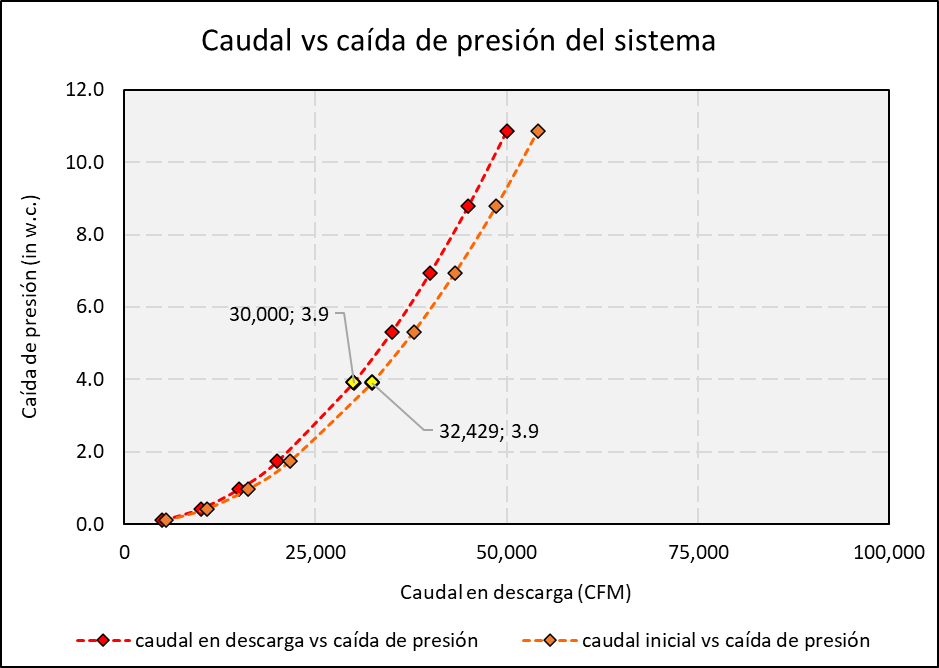 Caudal vs caída de presión del sistema
12.0
10.0
8.0
6.0
4.0
2.0
0.0
Caída de presión (in w.c.)
30,000; 3.9
32,429; 3.9
0 25,000 50,000 75,000 100,000
Caudal en descarga (CFM)
caudal en descarga vs caída de presión caudal inicial vs caída de presión